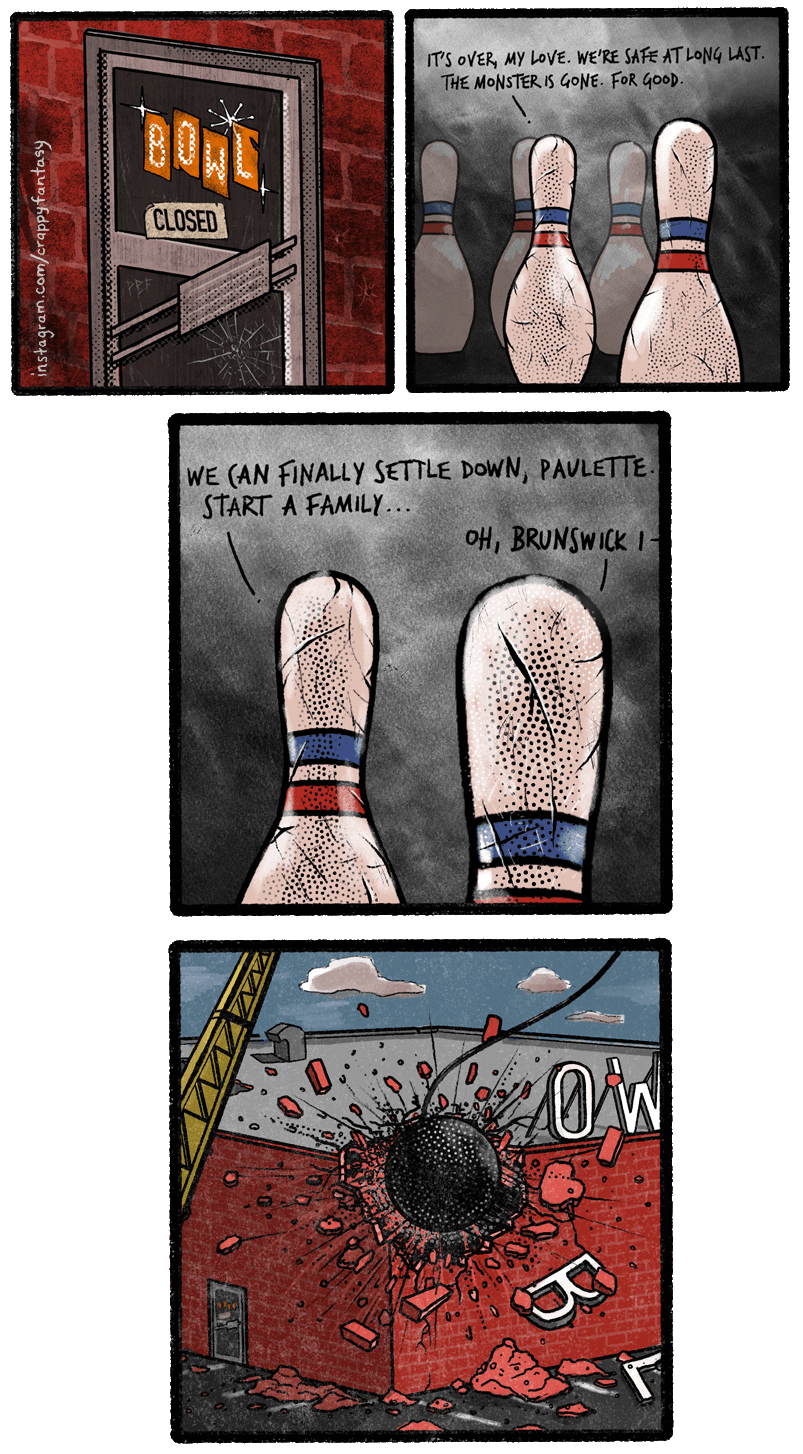 BOWL
CLOSED
instagram.com/crappyfantasy
IT'S OVER, MY LOVE. WE'RE SAFE AT LONG LAST.
THE MONSTER IS GONE. FOR GOOD.
WE CAN FINALLY SETTLE DOWN, PAULETTE.
START A FAMILY...
OH, BRUNSWICK I-
OW
B
L